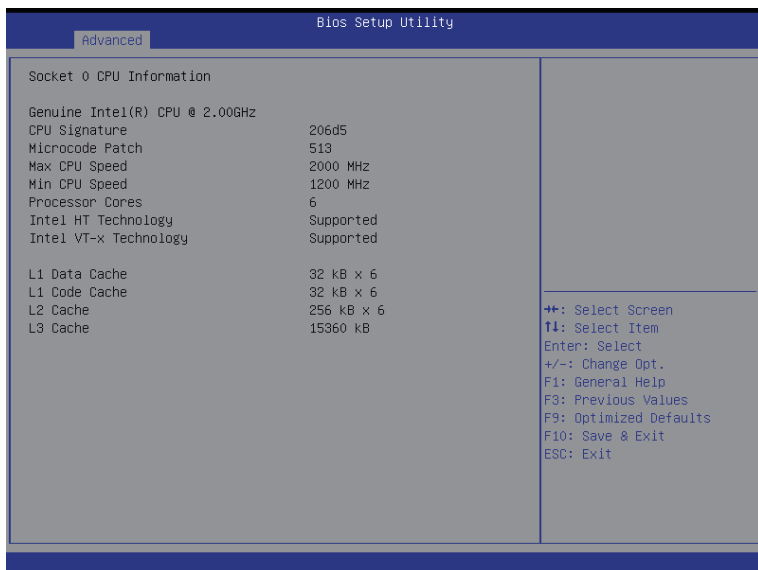 Bios Setup Utility
Advanced
Socket 0 CPU Information
Genuine Intel(R) CPU @ 2.00GHz
CPU Signature 206d5
Microcode Patch 513
Max CPU Speed 2000 MHz
Min CPU Speed 1200 MHz
Processor Cores 6
Intel HT Technology Supported
Intel VT-x Technology Supported
L1 Data Cache 32 kB x 6
L1 Code Cache 32 kB x 6
L2 Cache 256 kB x 6
L3 Cache 15360 kB
→←: Select Screen
↑↓: Select Item
Enter: Select
+/-: Change Opt.
F1: General Help
F3: Previous Values
F9: Optimized Defaults
F10: Save & Exit
ESC: Exit